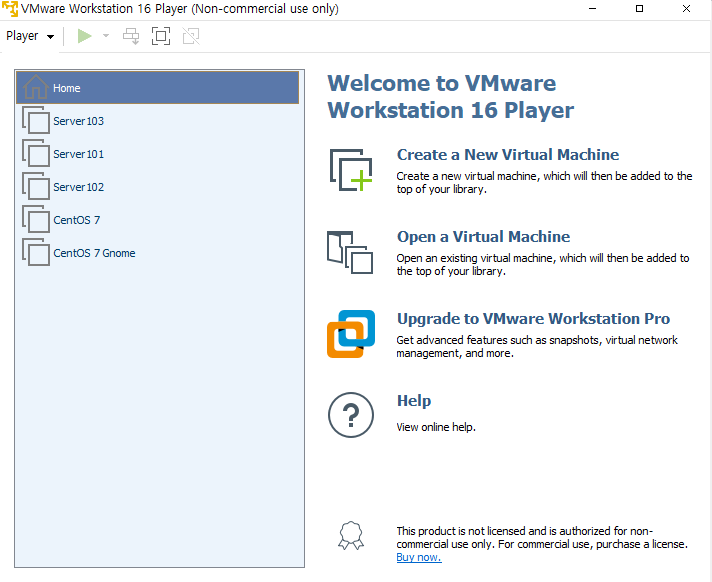 VMware Workstation 16 Player (Non-commercial use only)
Player
Home
Server103
Server101
Server102
CentOS 7
CentOS 7 Gnome
Welcome to VMware
Workstation 16 Player
Create a New Virtual Machine
Create a new virtual machine, which will then be added to the
top of your library.
Open a Virtual Machine
Open an existing virtual machine, which will then be added to
the top of your library.
Upgrade to VMware Workstation Pro
Get advanced features such as snapshots, virtual network
management, and more.
?
Help
View online help.
This product is not licensed and is authorized for non-
commercial use only. For commercial use, purchase a license.
Buy now.